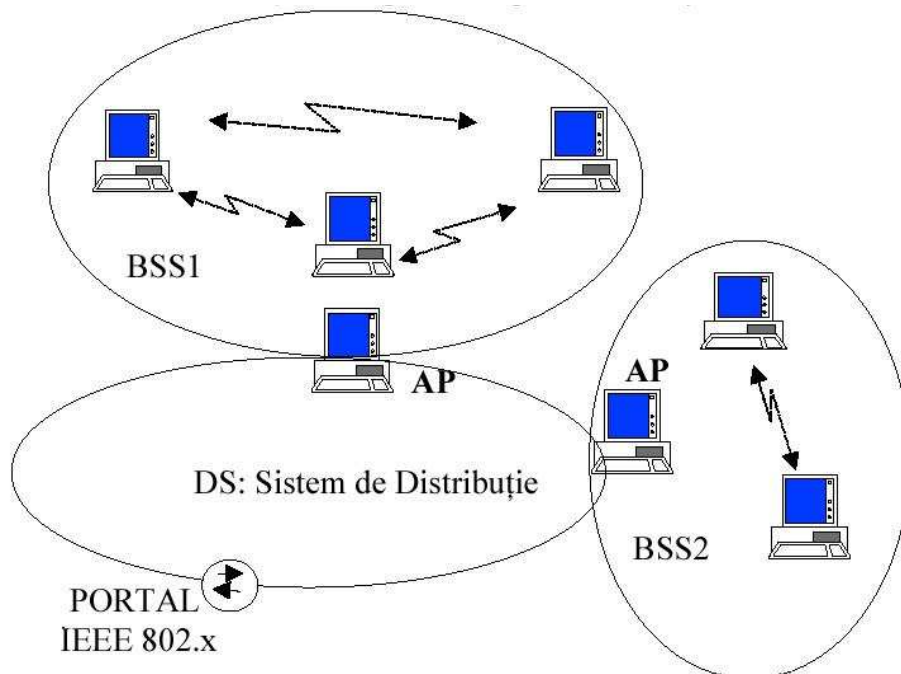 BSS1
AP
AP
DS: Sistem de Distribuție
BSS2
PORTAL
IEEE 802.x